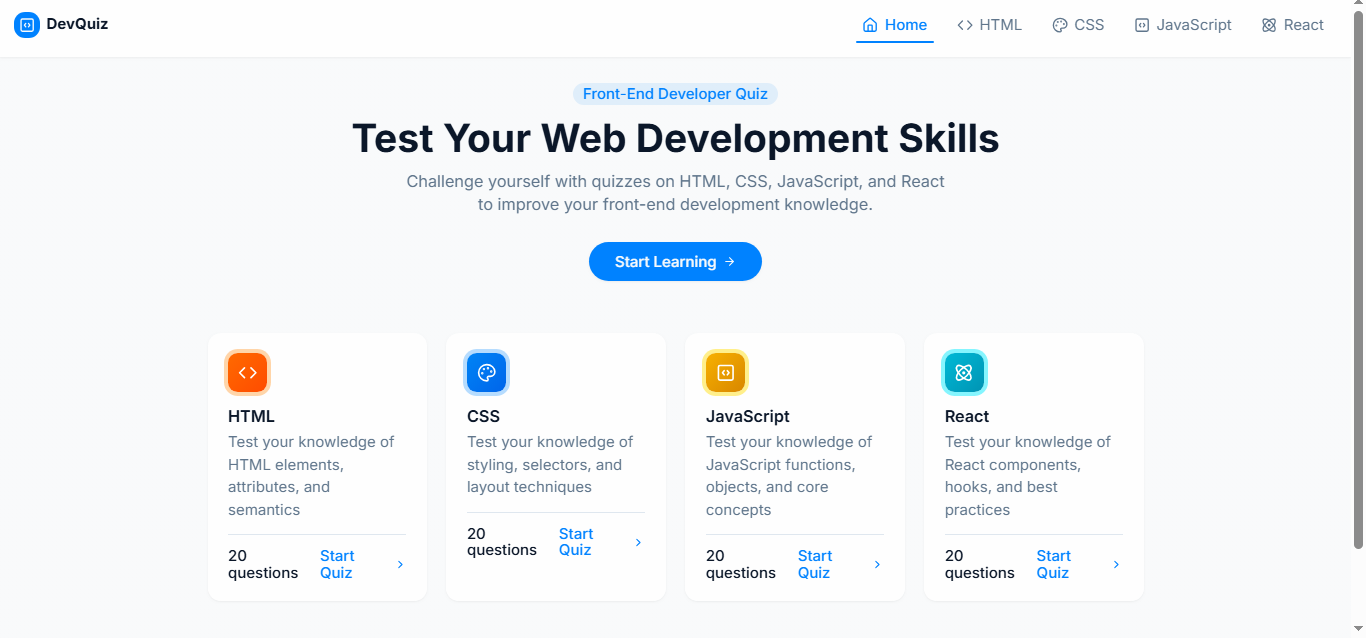 DevQuiz
Home
HTML
CSS
JavaScript
React
Front-End Developer Quiz
Test Your Web Development Skills
Challenge yourself with quizzes on HTML, CSS, JavaScript, and React
to improve your front-end development knowledge.
Start Learning
HTML
Test your knowledge of
HTML elements,
attributes, and
semantics
20
questions
Start
Quiz
CSS
Test your knowledge of
styling, selectors, and
layout techniques
20
questions
Start
Quiz
JavaScript
Test your knowledge of
JavaScript functions,
objects, and core
concepts
20
questions
Start
Quiz
React
Test your knowledge of
React components,
hooks, and best
practices
20
questions
Start
Quiz